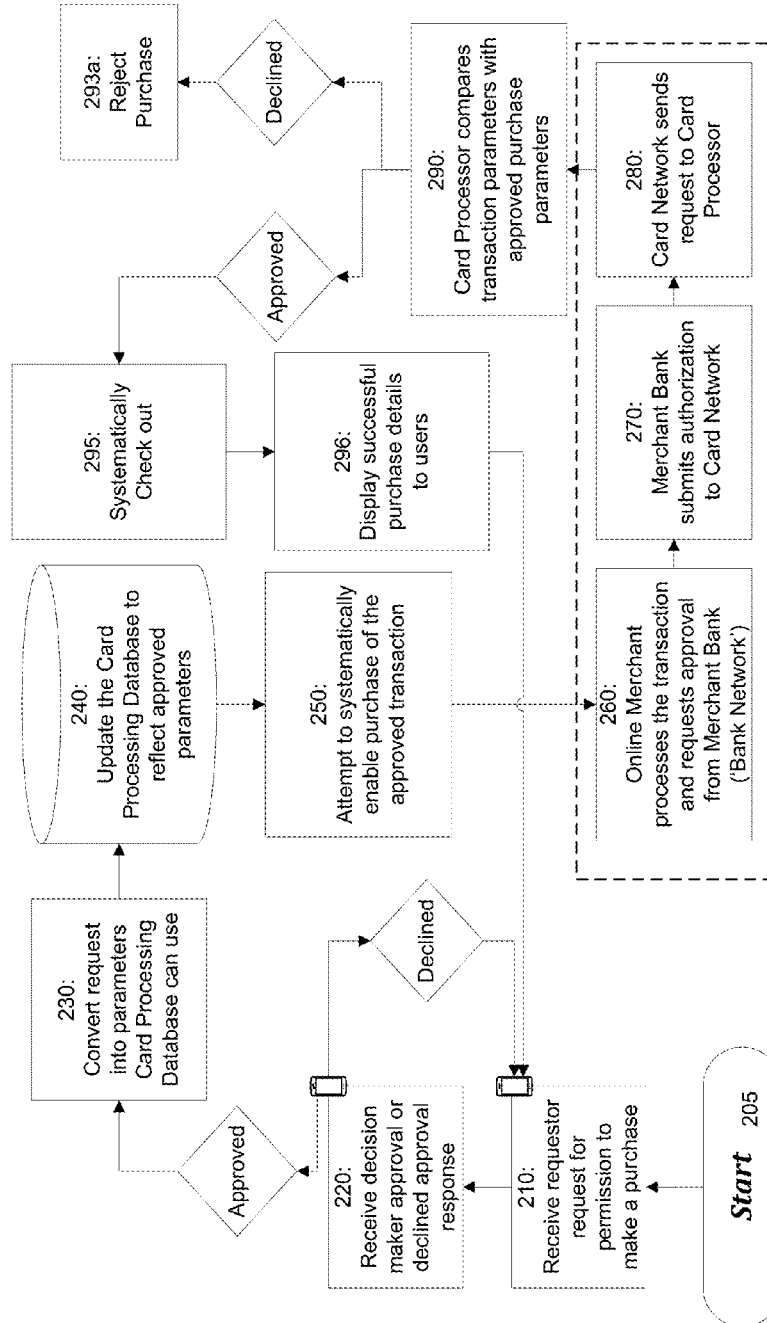 Start 205
210:
Receive requestor
request for
permission to
make a purchase
220:
Receive decision
maker approval or
declined approval
response
Approved
Declined
230:
Convert request
into parameters
Card Processing
Database can use
240:
Update the Card
Processing Database to
reflect approved
parameters
250:
Attempt to systematically
enable purchase of the
approved transaction
260:
Online Merchant
processes the transaction
and requests approval
from Merchant Bank
('Bank Network')
270:
Merchant Bank
submits authorization
to Card Network
280:
Card Network sends
request to Card
Processor
290:
Card Processor compares
transaction parameters with
approved purchase
parameters
Approved
Declined
293a:
Reject
Purchase
295:
Systematically
Check out
296:
Display successful
purchase details
to users